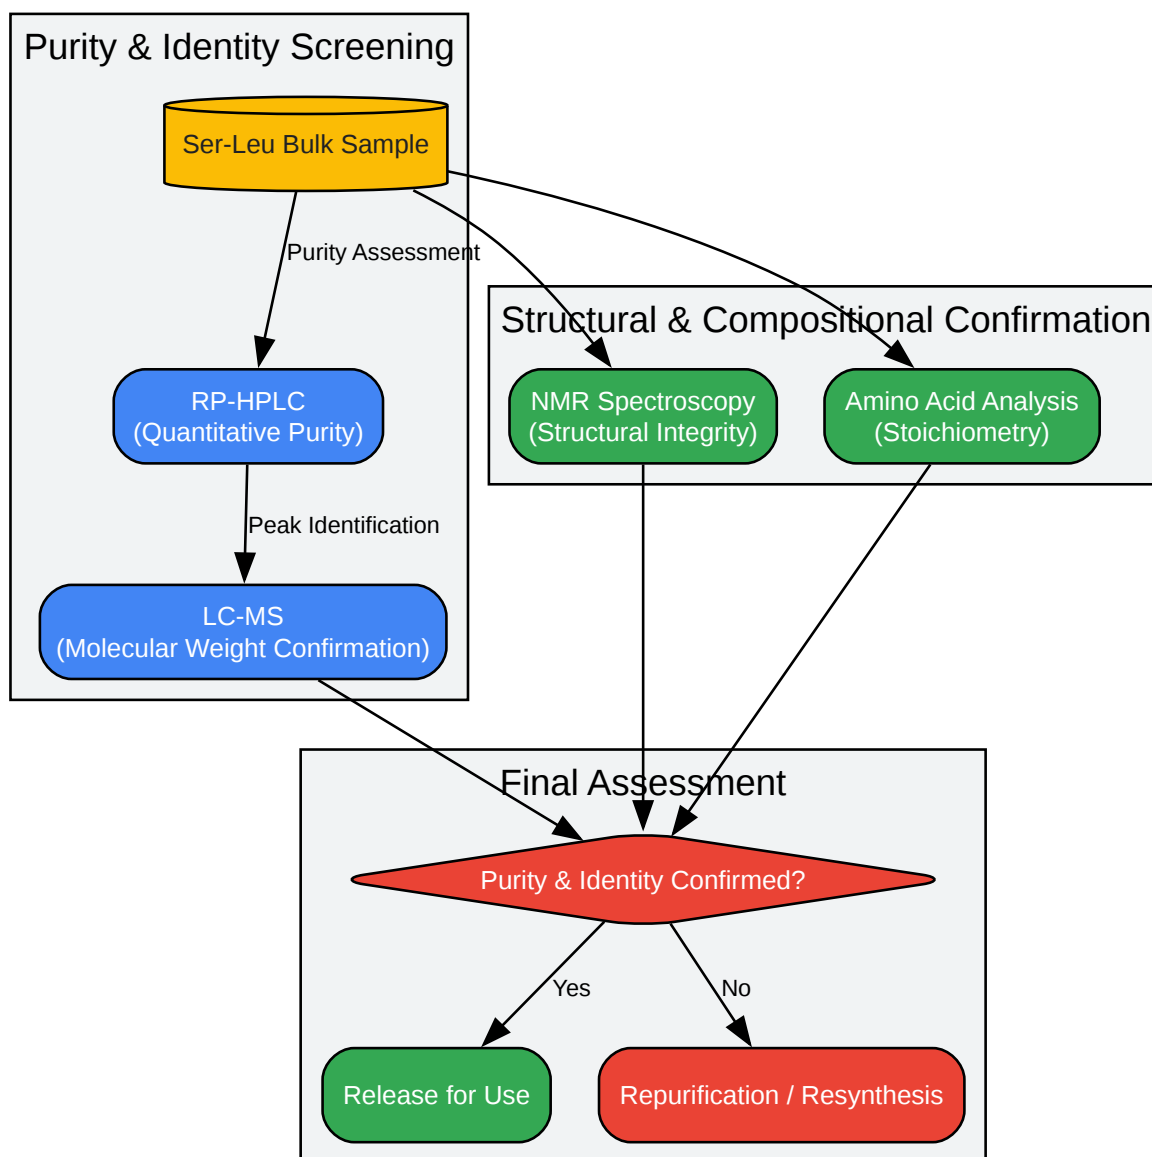 Purity & Identity Screening
Ser-Leu Bulk Sample
Purity Assessment
Structural & Compositional Confirmation
RP-HPLC
(Quantitative Purity)
NMR Spectroscopy
(Structural Integrity)
Amino Acid Analysis
(Stoichiometry)
Peak Identification
LC-MS
(Molecular Weight Confirmation)
Final Assessment
Purity & Identity Confirmed?
Yes
No
Release for Use
Repurification / Resynthesis